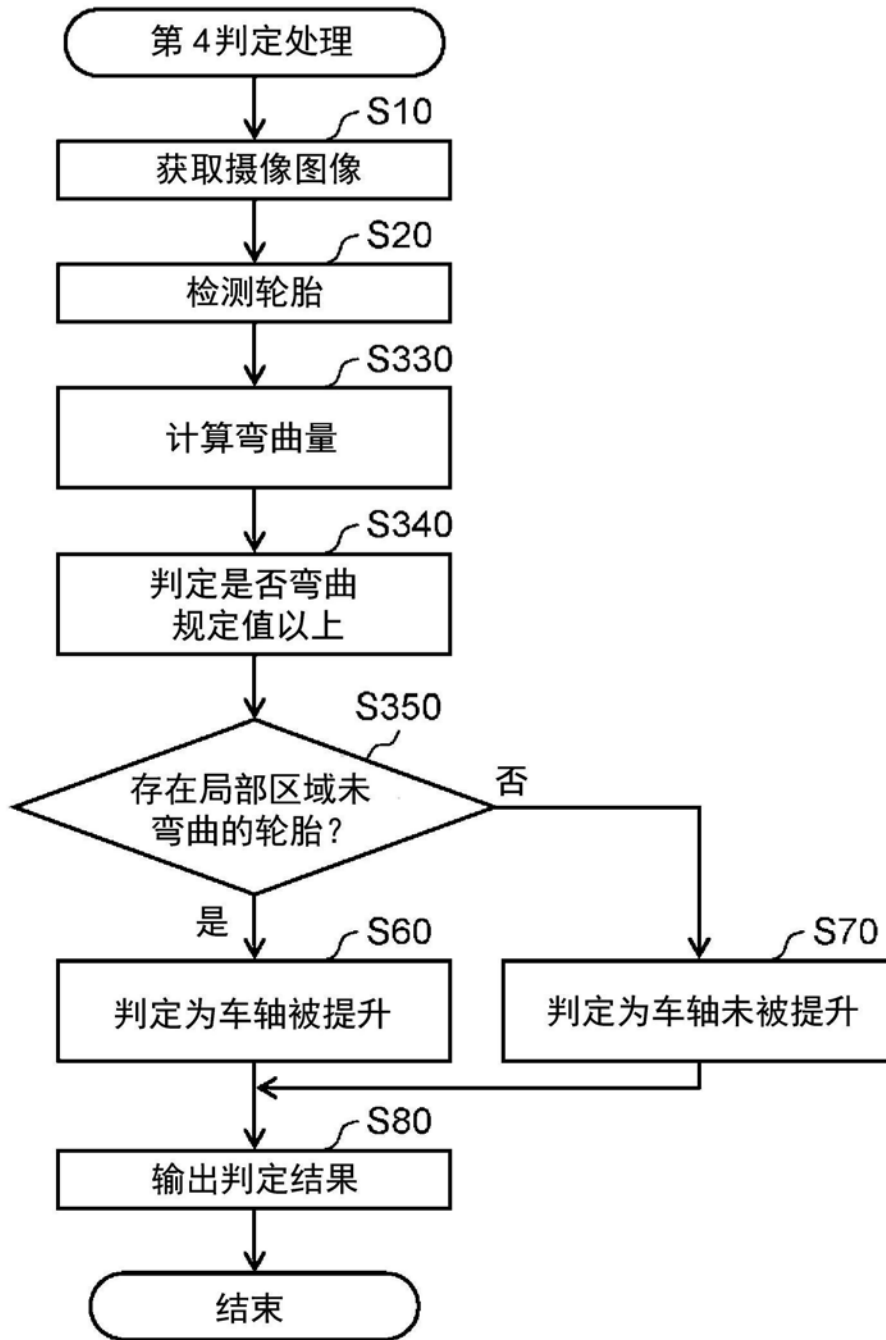 第4判定处理
S10
获取摄像图像
S20
检测轮胎
S330
计算弯曲量
S340
判定是否弯曲
规定值以上
S350
存在局部区域未
弯曲的轮胎？
否
是
S60
判定为车轴被提升
S70
判定为车轴未被提升
S80
输出判定结果
结束